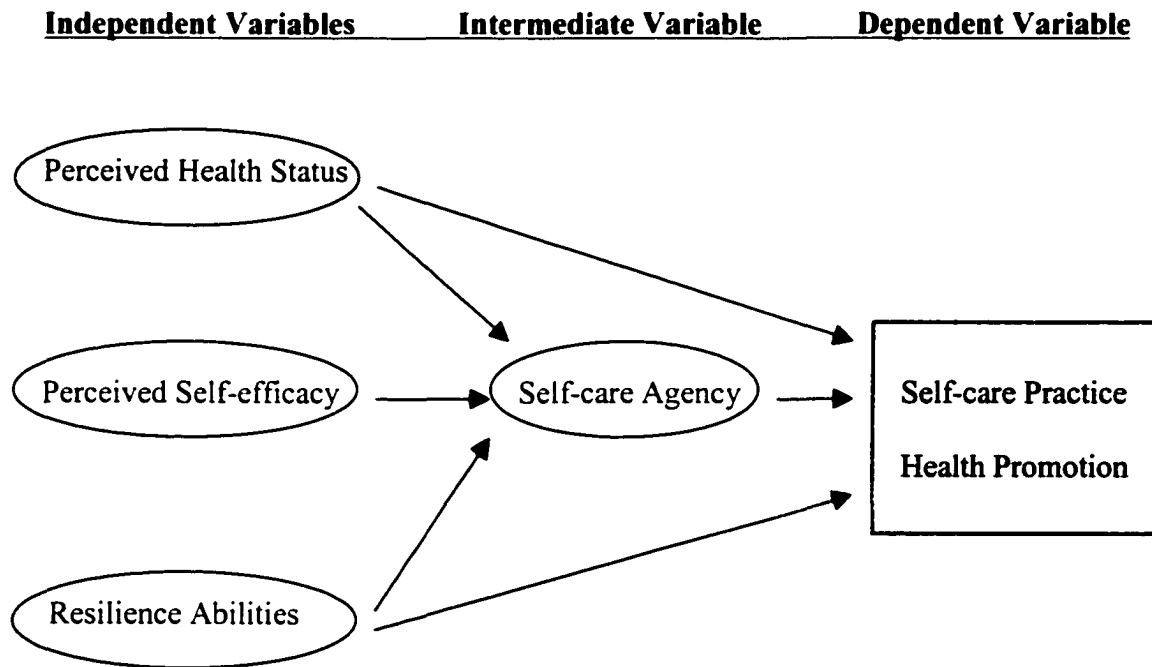 Independent Variables Intermediate Variable Dependent Variable
Perceived Health Status
Perceived Self-efficacy Self-care Agency Self-care Practice
Health Promotion
Resilience Abilities